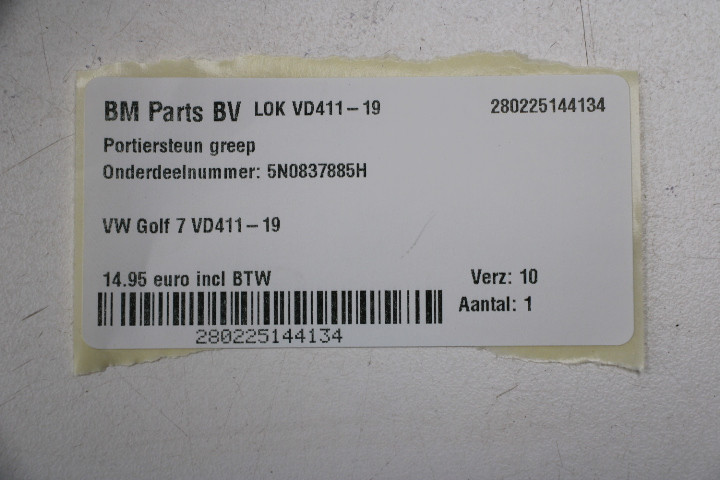 BM Parts BV LOK VD411-19 280225144134
Portiersteun greep
Onderdeelnummer: 5N0837885H
VW Golf 7 VD411-19
14.95 euro incl BTW Verz: 10
Aantal: 1
280225144134